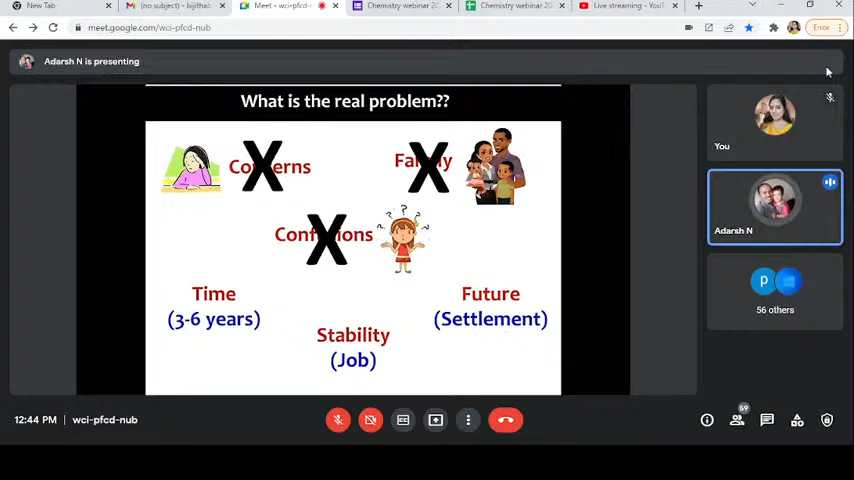 New Tab
(no subject) - bijitha
Meet - wci-pfcd-
Chemistry webinar 20
Chemistry webinar 20
Live streaming - YouT
meet.google.com/wci-pfcd-nub
Error
Adarsh N is presenting
What is the real problem??
Concerns
Family
Confusions
Time
(3-6 years)
Future
(Settlement)
Stability
(Job)
You
Adarsh N
p
56 others
12:44 PM | wci-pfcd-nub
59